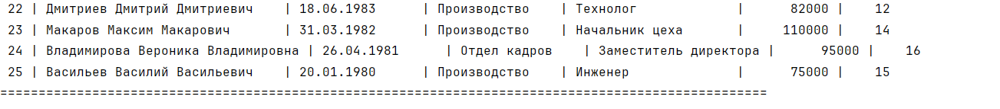 22 | Дмитриев Дмитрий Дмитриевич    | 18.06.1983      | Производство    | Технолог             |      82000 |    12
23 | Макаров Максим Макарович       | 31.03.1982      | Производство    | Начальник цеха       |     110000 |    14
24 | Владимирова Вероника Владимировна | 26.04.1981      | Отдел кадров    | Заместитель директора |      95000 |    16
25 | Васильев Василий Васильевич    | 20.01.1980      | Производство    | Инженер              |      75000 |    15
====================================================================================================